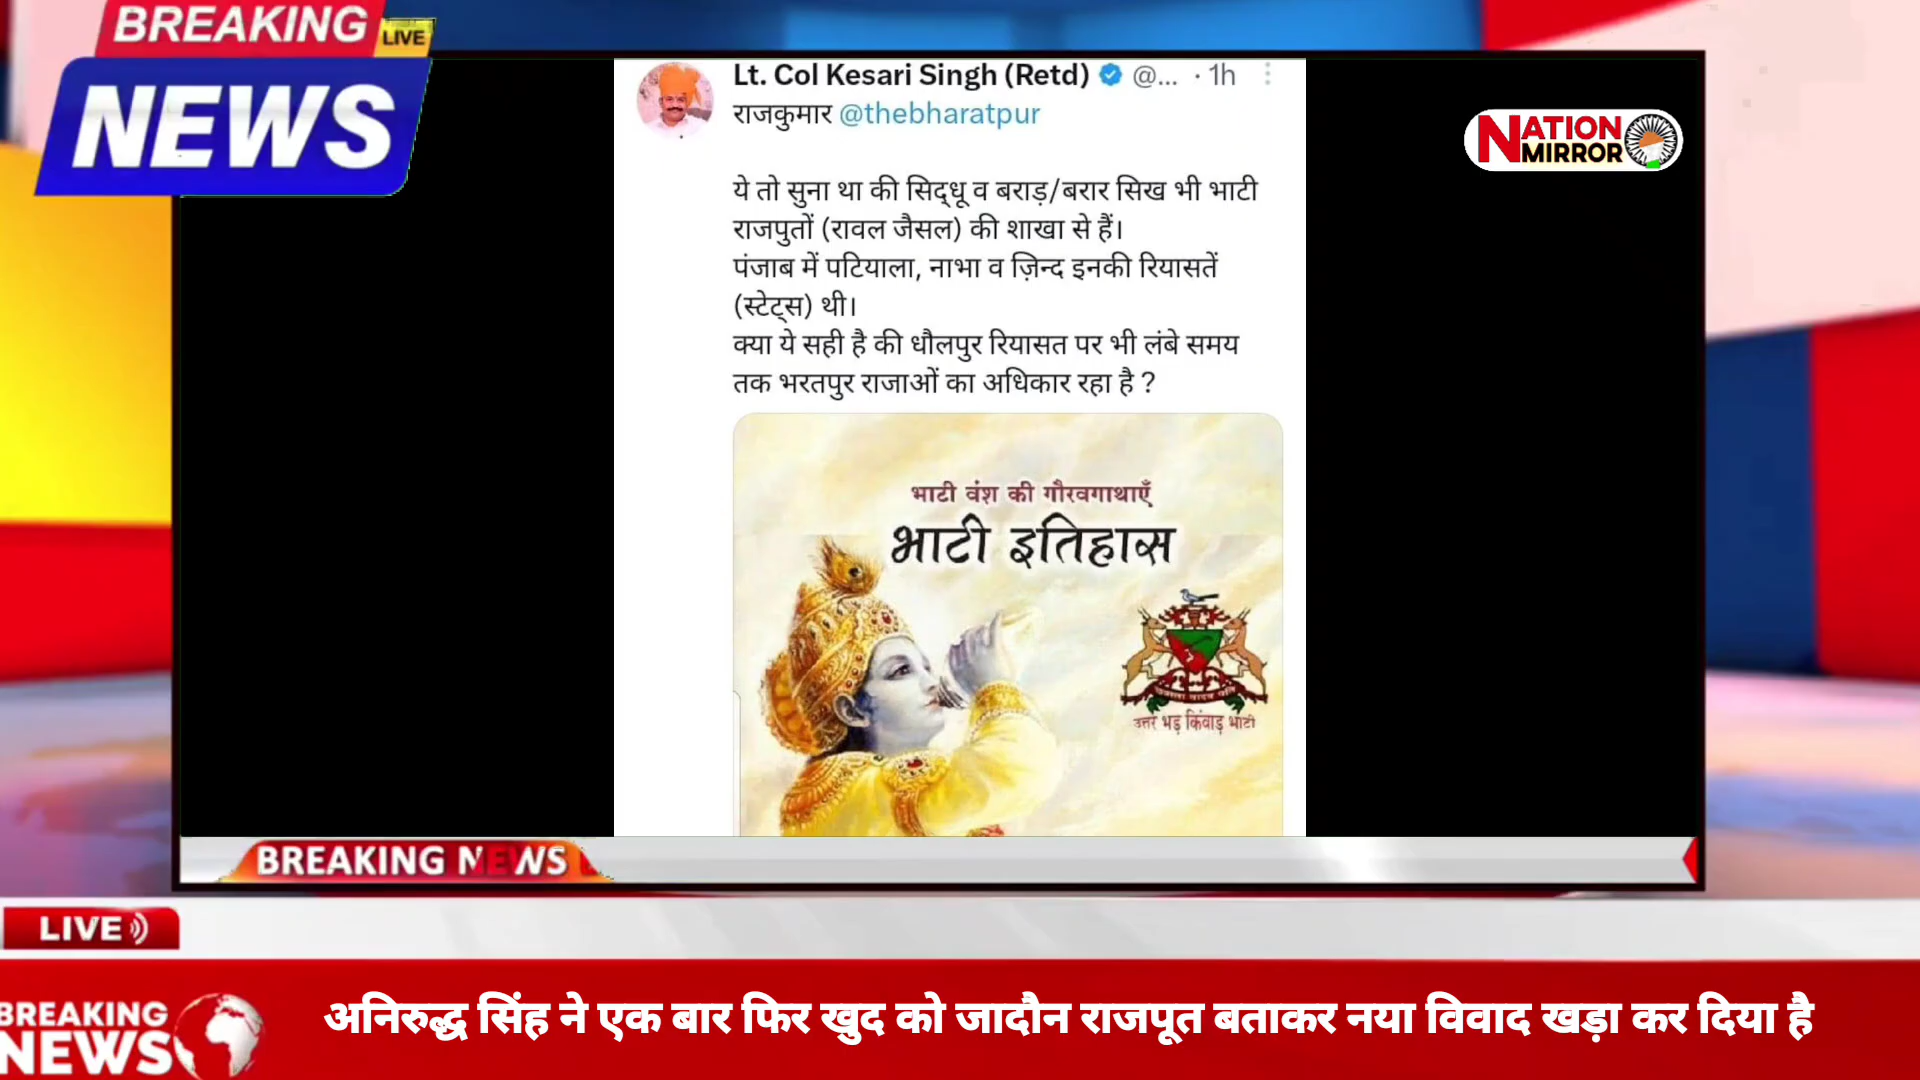 BREAKING
LIVE
NEWS
Lt. Col Kesari Singh (Retd) @... · 1h
राजकुमार @thebharatpur
NATION
MIRROR
ये तो सुना था की सिद्धू व बराड़/बरार सिख भी भाटी
राजपुतों (रावल जैसल) की शाखा से हैं।
पंजाब में पटियाला, नाभा व ज़िन्द इनकी रियासतें
(स्टेट्स) थी।
क्या ये सही है की धौलपुर रियासत पर भी लंबे समय
तक भरतपुर राजाओं का अधिकार रहा है ?
भाटी वंश की गौरवगाथाएँ
भाटी इतिहास
उत्तर भड़ किंवाड़ भाटी
BREAKING NEWS
LIVE
BREAKING
NEWS
अनिरुद्ध सिंह ने एक बार फिर खुद को जादौन राजपूत बताकर नया विवाद खड़ा कर दिया है